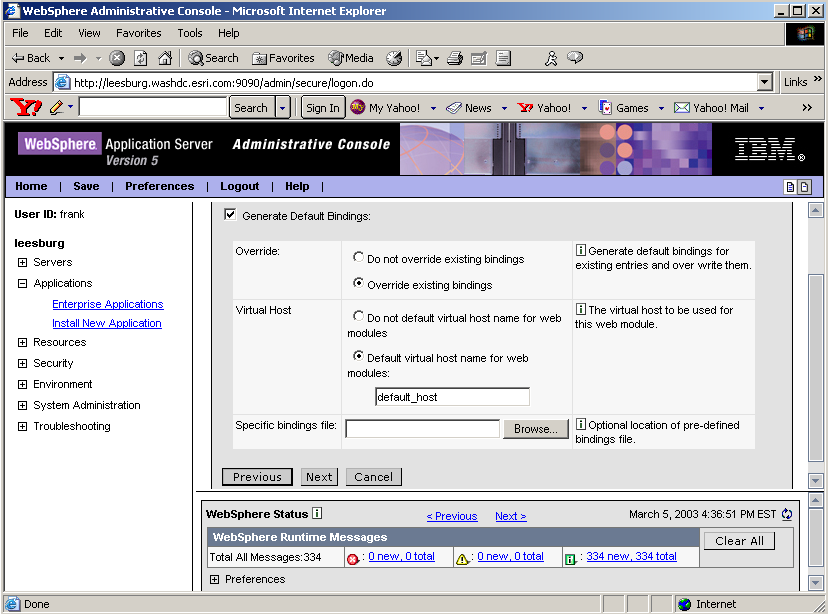 WebSphere Administrative Console - Microsoft Internet Explorer
File Edit View Favorites Tools Help
Back Search Favorites Media
Address http://leesburg.washdc.esri.com:9090/admin/secure/logon.do Links »
Y! Search Sign In My Yahoo! News Yahoo! Games Yahoo! Mail »
WebSphere. Application Server Administrative Console
Version 5
IBM®
Home | Save | Preferences | Logout | Help |
User ID: frank
leesburg
Servers
Applications
Enterprise Applications
Install New Application
Resources
Security
Environment
System Administration
Troubleshooting
Generate Default Bindings:
Override:
Do not override existing bindings
Override existing bindings
i Generate default bindings for
existing entries and over write them.
Virtual Host
Do not default virtual host name for web
modules
Default virtual host name for web
modules:
default_host
i The virtual host to be used for
this web module.
Specific bindings file:
Browse...
i Optional location of pre-defined
bindings file.
Previous Next Cancel
WebSphere Status i < Previous Next > March 5, 2003 4:36:51 PM EST
WebSphere Runtime Messages
Clear All
Total All Messages:334 : 0 new, 0 total : 0 new, 0 total : 334 new, 334 total
Preferences
Done Internet